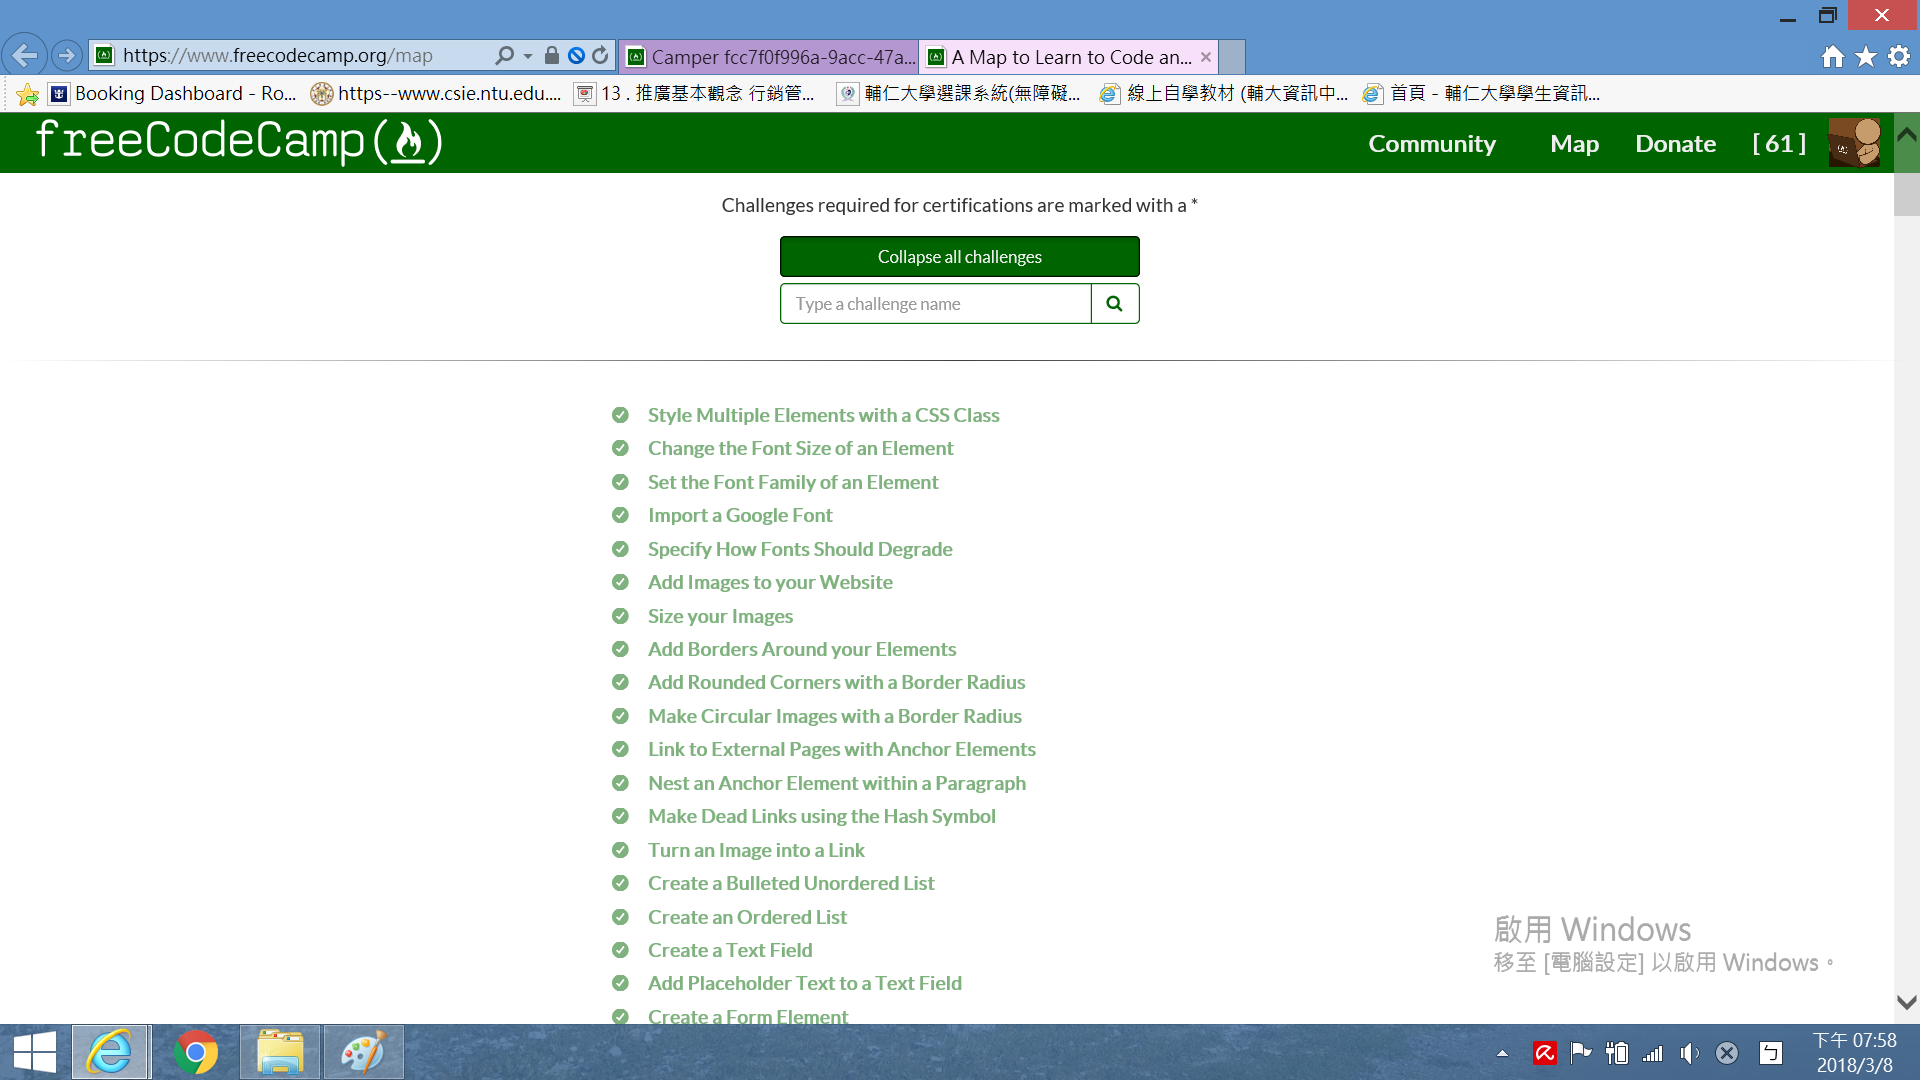 https://www.freecodecamp.org/map
Camper fcc7f0f996a-9acc-47a...
A Map to Learn to Code an...
Booking Dashboard - Ro...
https--www.csie.ntu.edu....
13 . 推廣基本觀念 行銷管...
輔仁大學選課系統(無障礙...
線上自學教材 (輔大資訊中...
首頁 - 輔仁大學學生資訊...
freeCodeCamp
Community
Map
Donate
[ 61 ]
Challenges required for certifications are marked with a *
Collapse all challenges
Type a challenge name
Style Multiple Elements with a CSS Class
Change the Font Size of an Element
Set the Font Family of an Element
Import a Google Font
Specify How Fonts Should Degrade
Add Images to your Website
Size your Images
Add Borders Around your Elements
Add Rounded Corners with a Border Radius
Make Circular Images with a Border Radius
Link to External Pages with Anchor Elements
Nest an Anchor Element within a Paragraph
Make Dead Links using the Hash Symbol
Turn an Image into a Link
Create a Bulleted Unordered List
Create an Ordered List
Create a Text Field
Add Placeholder Text to a Text Field
Create a Form Element
啟用 Windows
移至 [電腦設定] 以啟用 Windows。
ㄅ
下午 07:58
2018/3/8